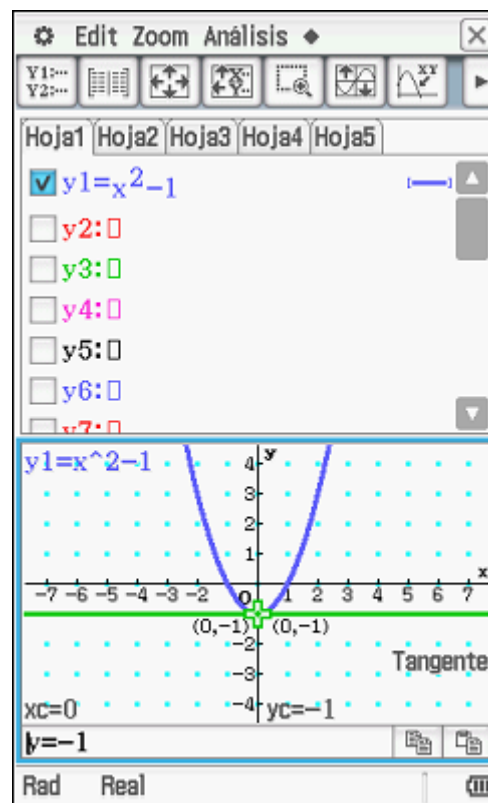 Edit Zoom Análisis ◆
Y1:··· Y2:···
XY
Hoja1 Hoja2 Hoja3 Hoja4 Hoja5
y1=x²−1
y2:▯
y3:▯
y4:▯
y5:▯
y6:▯
y7:▯
y1=x^2−1
y
4
3
2
1
x
−7 −6 −5 −4 −3 −2 O 1 2 3 4 5 6 7
(0,−1) (0,−1)
−2
Tangente
−3
−4
xc=0 yc=−1
y=−1
Rad Real